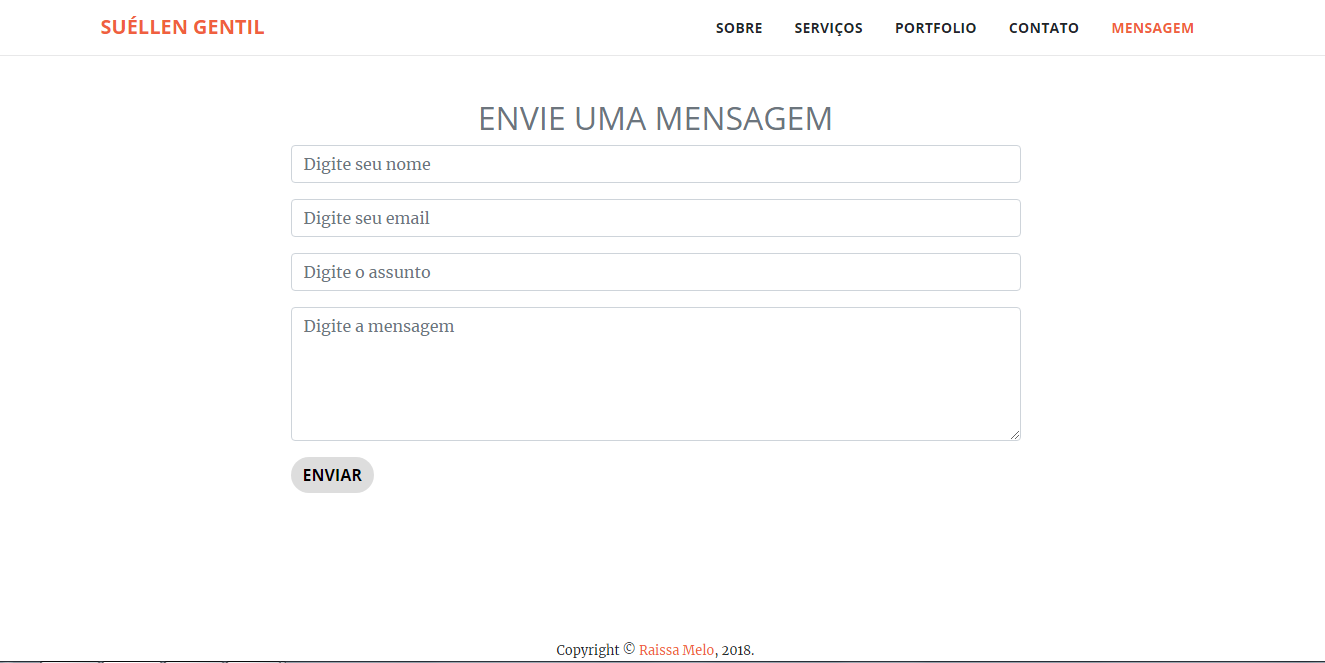 SUÉLLEN GENTIL
SOBRE SERVIÇOS PORTFOLIO CONTATO MENSAGEM
ENVIE UMA MENSAGEM
Digite seu nome
Digite seu email
Digite o assunto
Digite a mensagem
ENVIAR
Copyright © Raissa Melo, 2018.